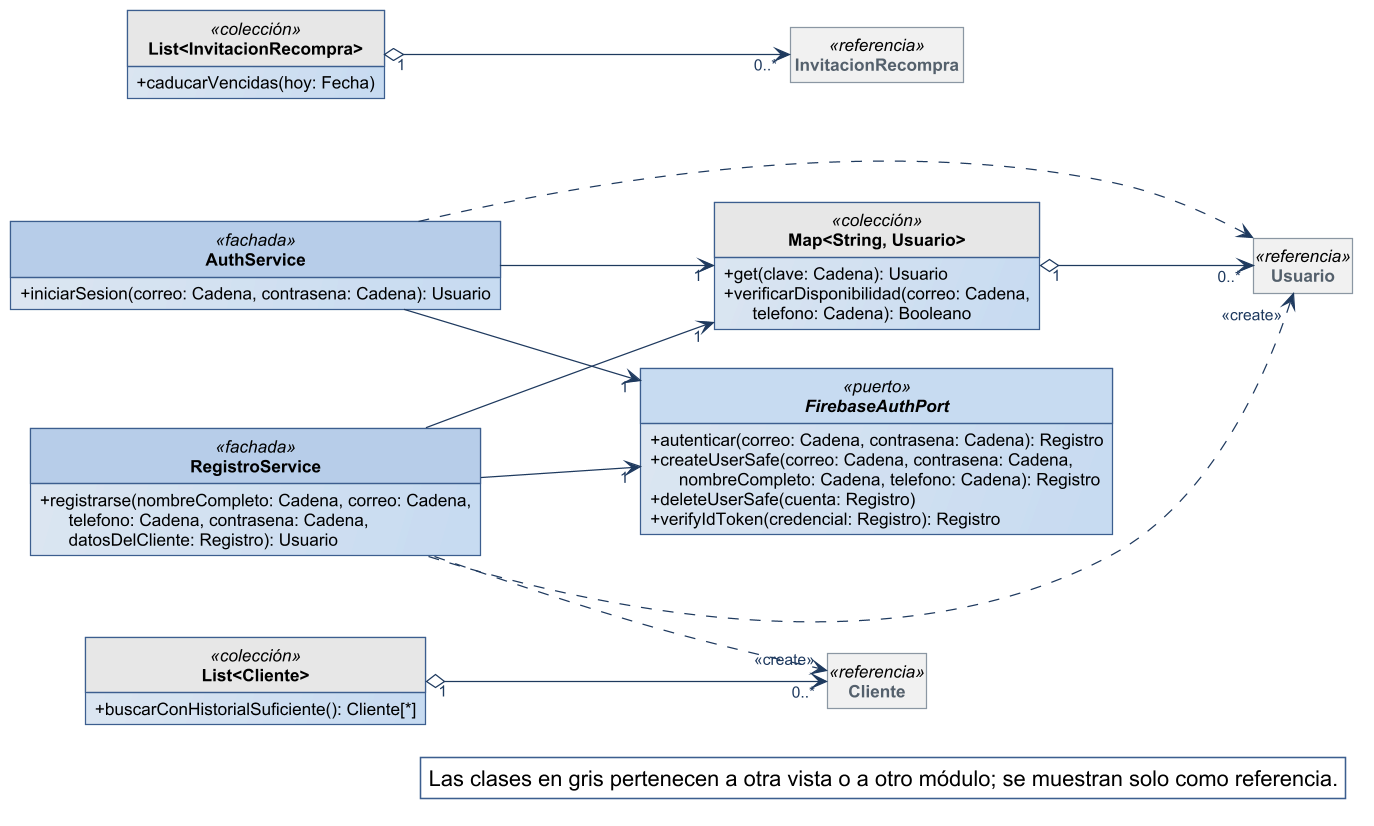 «colección»
List<InvitacionRecompra>
+caducarVencidas(hoy: Fecha)
1
0..*
«referencia»
InvitacionRecompra
«fachada»
AuthService
+iniciarSesion(correo: Cadena, contrasena: Cadena): Usuario
1
1
«colección»
Map<String, Usuario>
+get(clave: Cadena): Usuario
+verificarDisponibilidad(correo: Cadena,
telefono: Cadena): Booleano
1
0..*
«referencia»
Usuario
«create»
«fachada»
RegistroService
+registrarse(nombreCompleto: Cadena, correo: Cadena,
telefono: Cadena, contrasena: Cadena,
datosDelCliente: Registro): Usuario
1
1
«puerto»
FirebaseAuthPort
+autenticar(correo: Cadena, contrasena: Cadena): Registro
+createUserSafe(correo: Cadena, contrasena: Cadena,
nombreCompleto: Cadena, telefono: Cadena): Registro
+deleteUserSafe(cuenta: Registro)
+verifyIdToken(credencial: Registro): Registro
«colección»
List<Cliente>
+buscarConHistorialSuficiente(): Cliente[*]
1
«create»
0..*
«referencia»
Cliente
Las clases en gris pertenecen a otra vista o a otro módulo; se muestran solo como referencia.